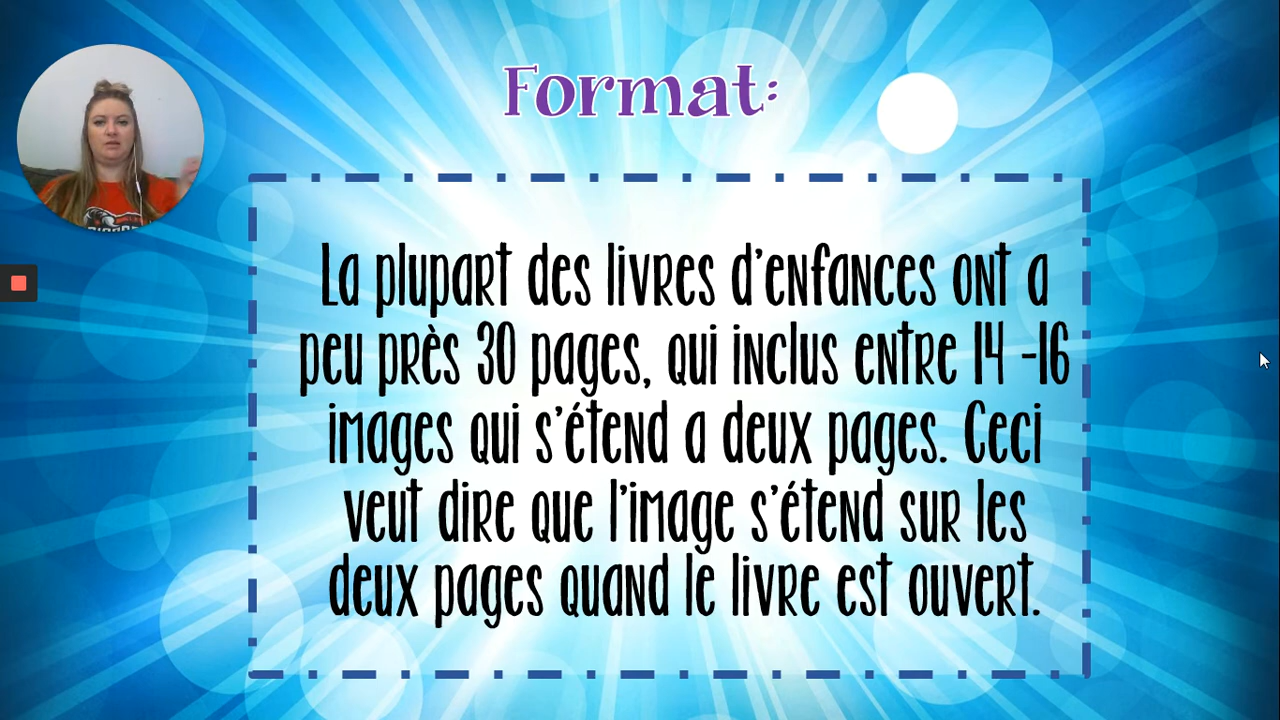 Format:
La plupart des livres d'enfances ont a
peu près 30 pages, qui inclus entre 14 -16
images qui s'étend a deux pages. Ceci
veut dire que l'image s'étend sur les
deux pages quand le livre est ouvert.